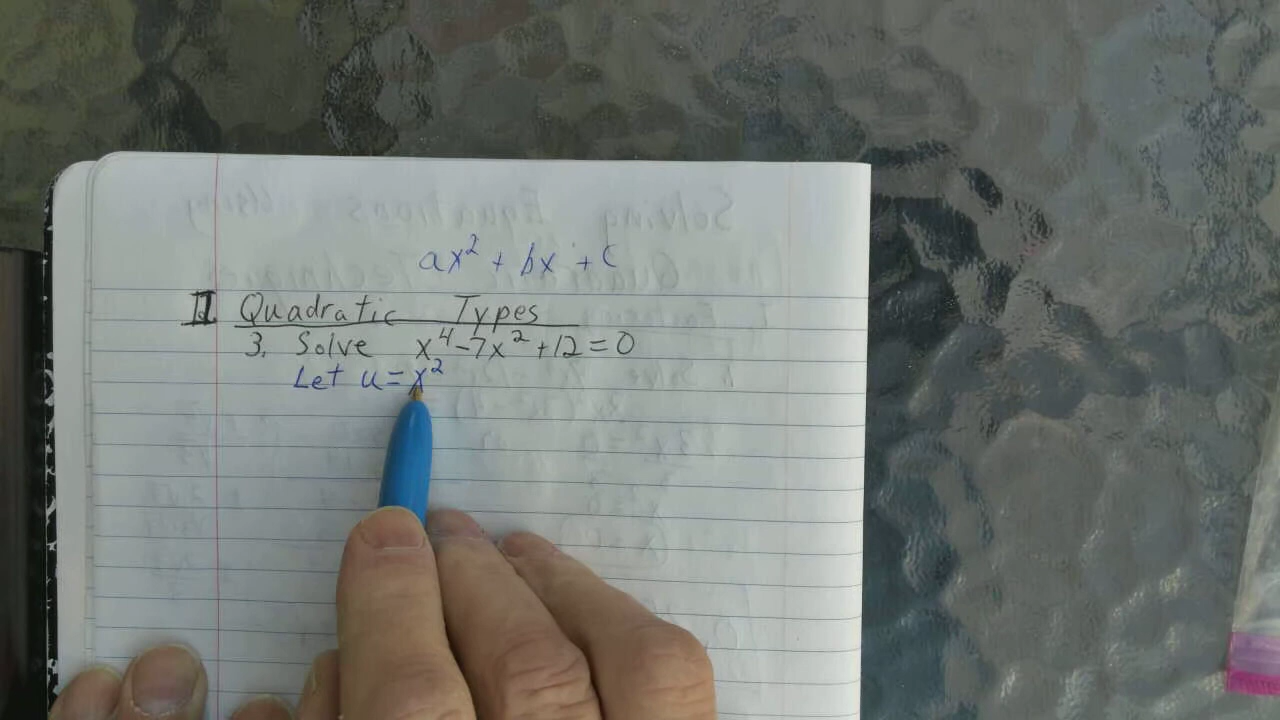 ax² + bx + c
II Quadratic Types
3. Solve x⁴-7x²+12=0
Let u=x²